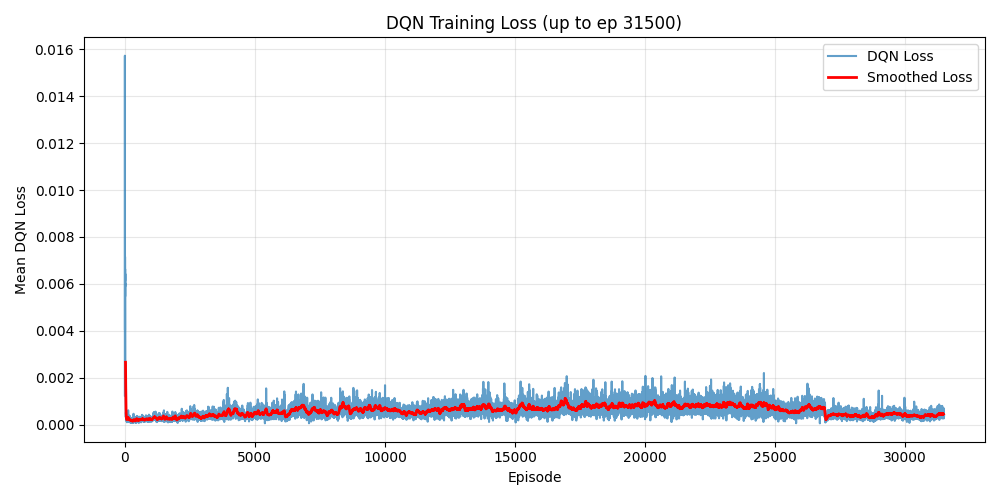 DQN Training Loss (up to ep 31500)
DQN Loss
Smoothed Loss
Mean DQN Loss
0.016
0.014
0.012
0.010
0.008
0.006
0.004
0.002
0.000
0 5000 10000 15000 20000 25000 30000
Episode